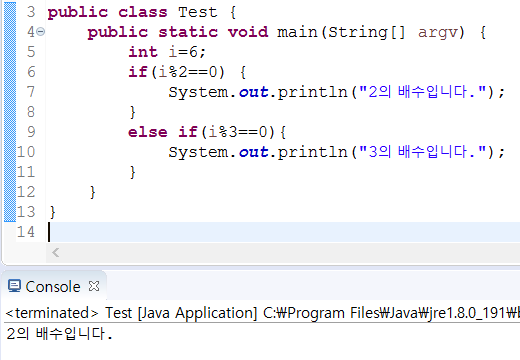 3 public class Test {
4 public static void main(String[] argv) {
5 int i=6;
6 if(i%2==0) {
7 System.out.println("2의 배수입니다.");
8 }
9 else if(i%3==0){
10 System.out.println("3의 배수입니다.");
11 }
12 }
13 }
14
Console
<terminated> Test [Java Application] C:₩Program Files₩Java₩jre1.8.0_191₩b
2의 배수입니다.